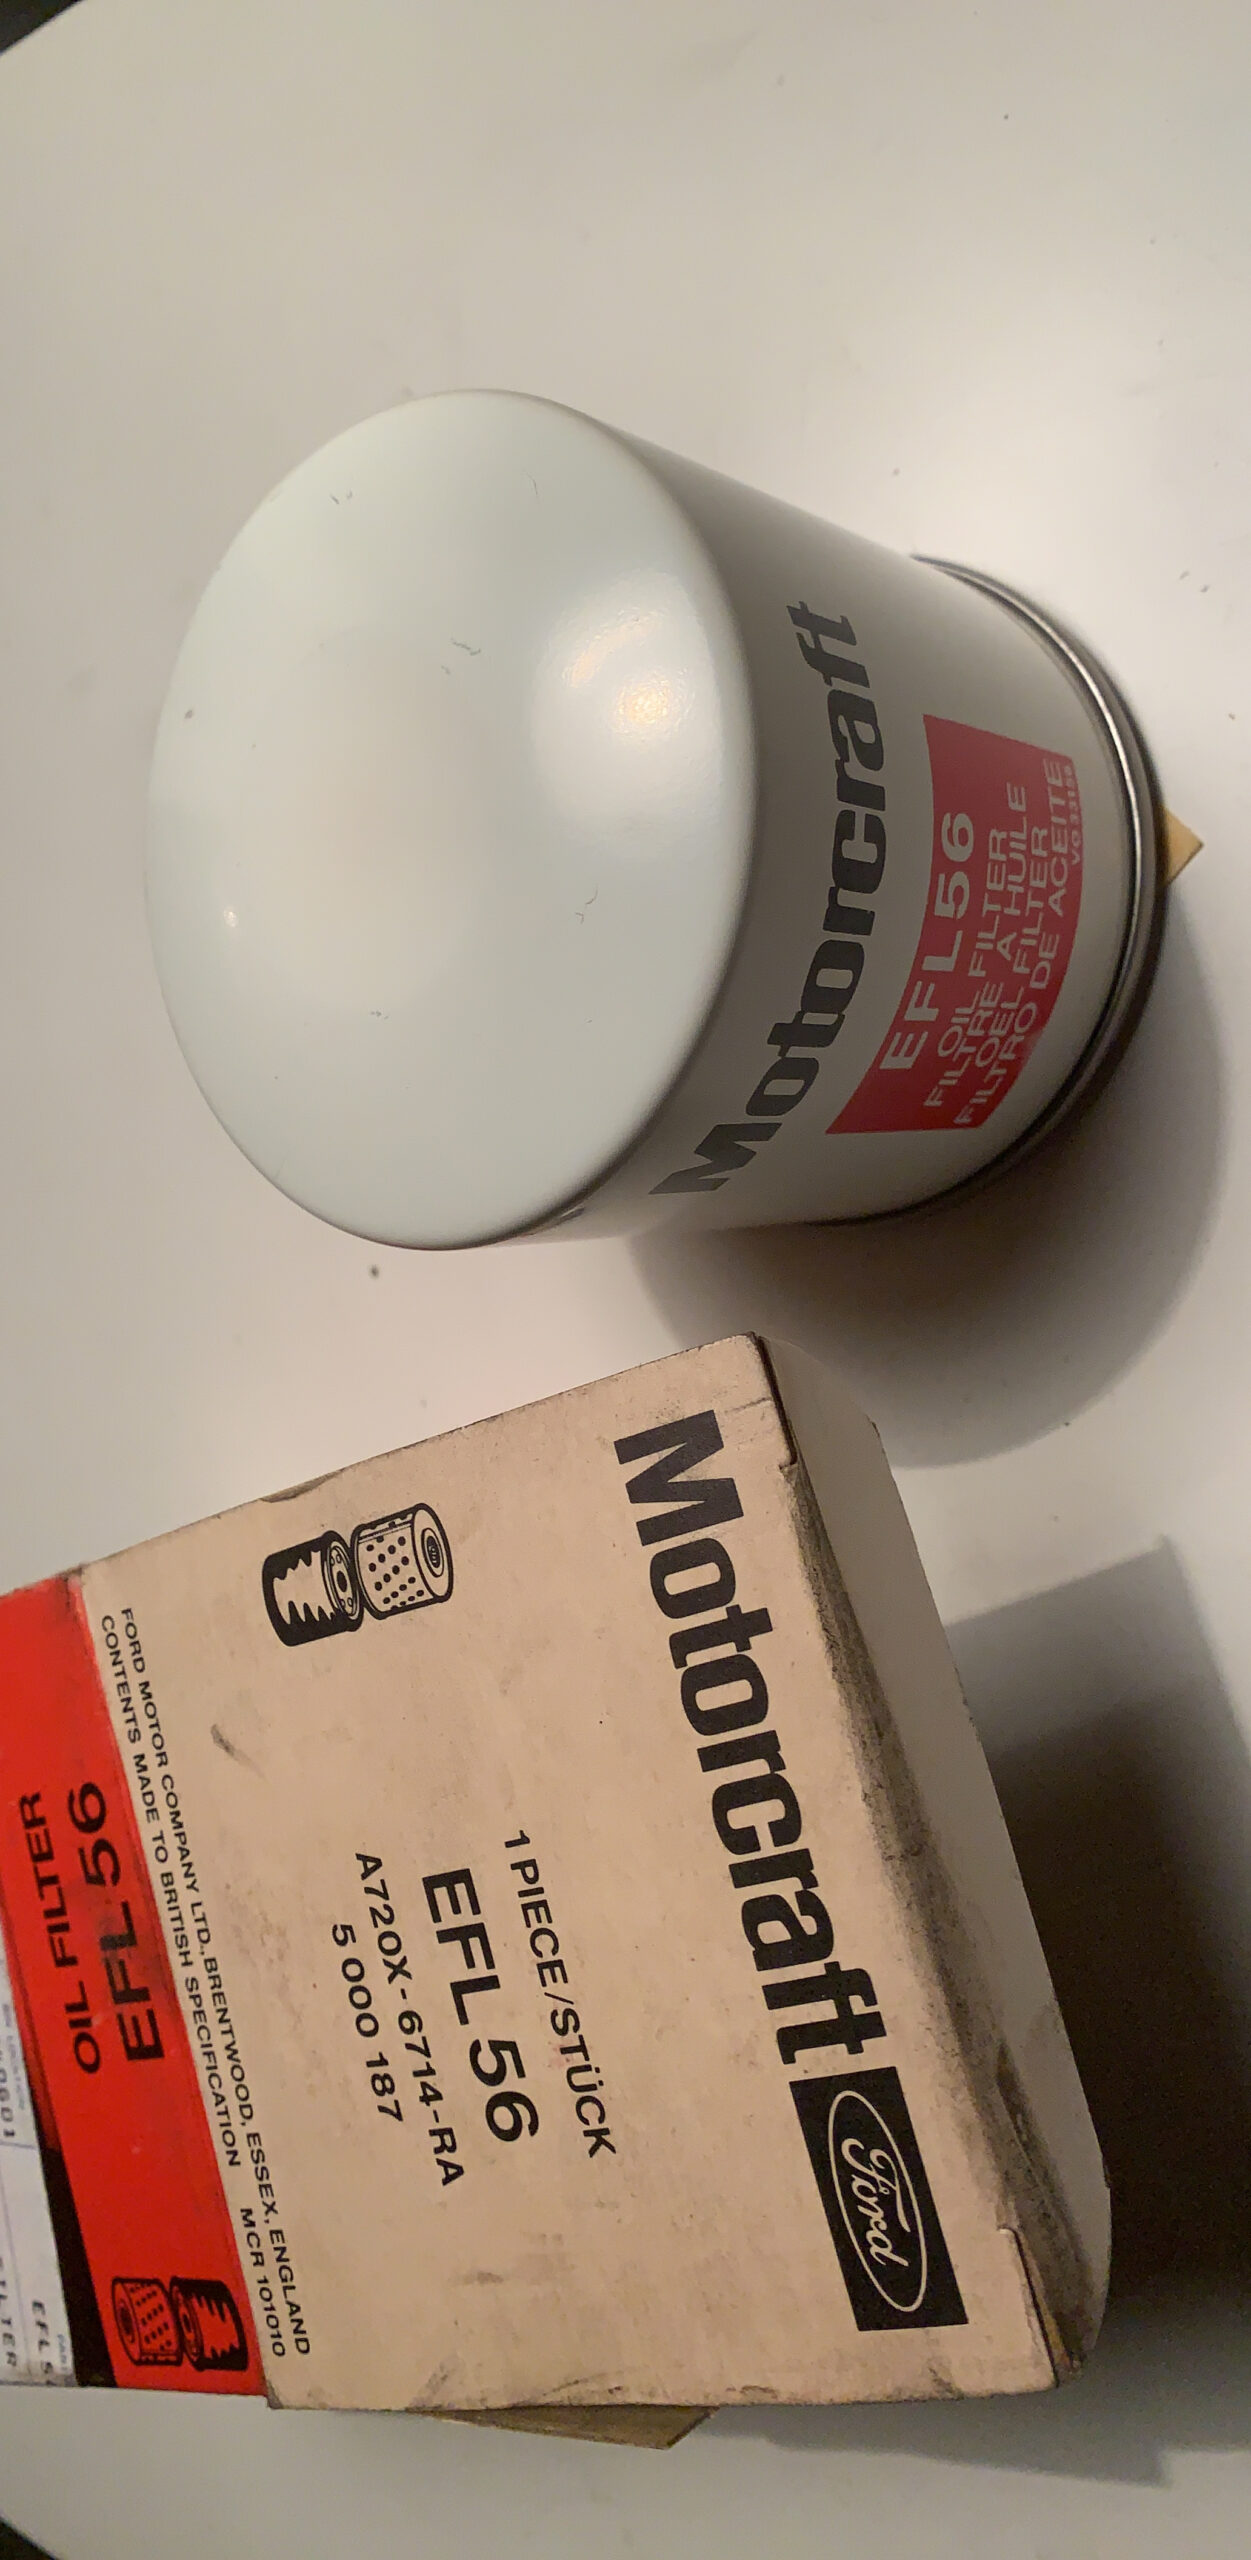 Motorcraft
EFL56
OIL FILTER
FILTRE A HUILE
OEL FILTER
FILTRO DE ACEITE
Motorcraft Ford
1 PIECE/STÜCK
EFL 56
A720X-6714-RA
5 000 187
FORD MOTOR COMPANY LTD., BRENTWOOD, ESSEX, ENGLAND
CONTENTS MADE TO BRITISH SPECIFICATION MCR 101010
EFL 56
OIL FILTER